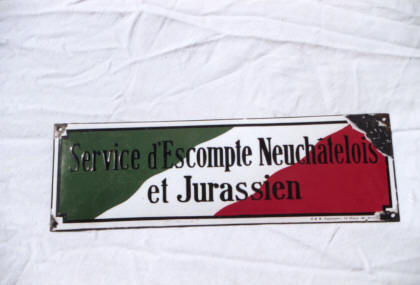 Service d'Escompte Neuchâtelois
et Jurassien